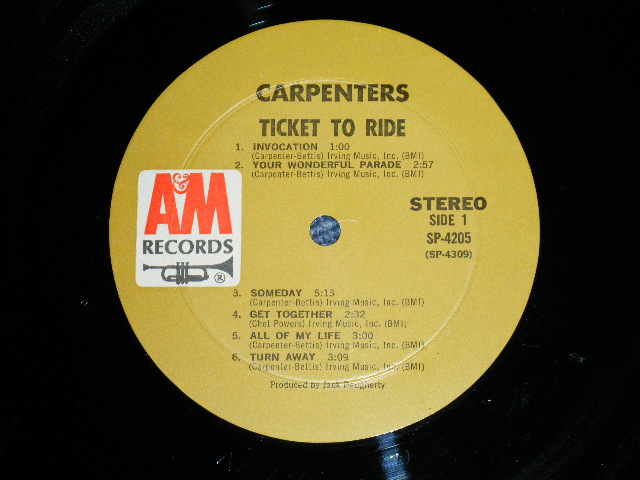 CARPENTERS
TICKET TO RIDE
1. INVOCATION 1:00
(Carpenter-Bettis) Irving Music, Inc. (BMI)
2. YOUR WONDERFUL PARADE 2:57
(Carpenter-Bettis) Irving Music, Inc. (BMI)
A&M
RECORDS
®
STEREO
SIDE 1
SP-4205
(SP-4309)
3. SOMEDAY 5:13
(Carpenter-Bettis) Irving Music, Inc. (BMI)
4. GET TOGETHER 2:32
(Chet Powers) Irving Music, Inc. (BMI)
5. ALL OF MY LIFE 3:00
(Carpenter-Bettis) Irving Music, Inc. (BMI)
6. TURN AWAY 3:09
(Carpenter-Bettis) Irving Music, Inc. (BMI)
Produced by Jack Daugherty